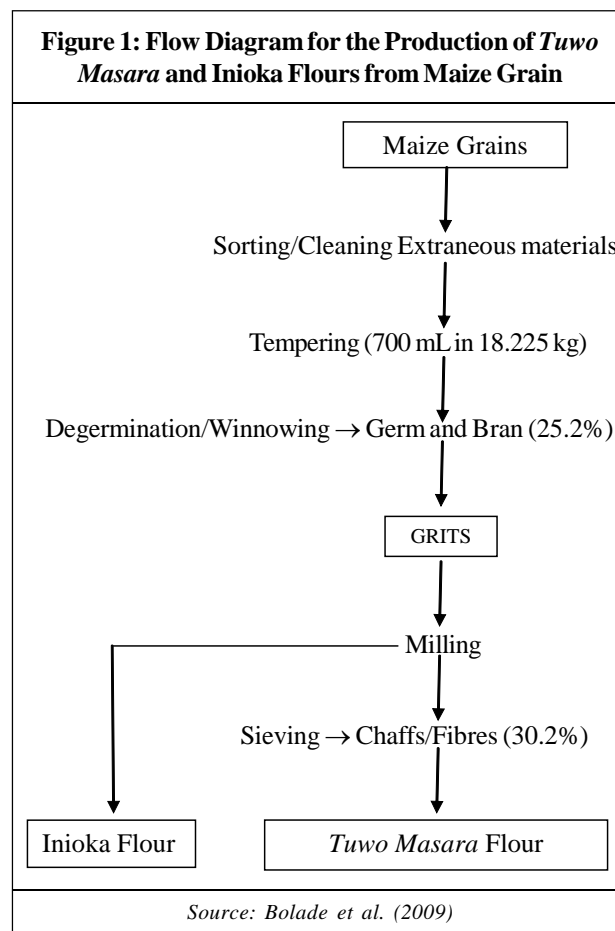 Figure 1: Flow Diagram for the Production of Tuwo
Masara and Inioka Flours from Maize Grain
Maize Grains
Sorting/Cleaning Extraneous materials
Tempering (700 mL in 18.225 kg)
Degermination/Winnowing → Germ and Bran (25.2%)
GRITS
Milling
Sieving → Chaffs/Fibres (30.2%)
Inioka Flour
Tuwo Masara Flour
Source: Bolade et al. (2009)